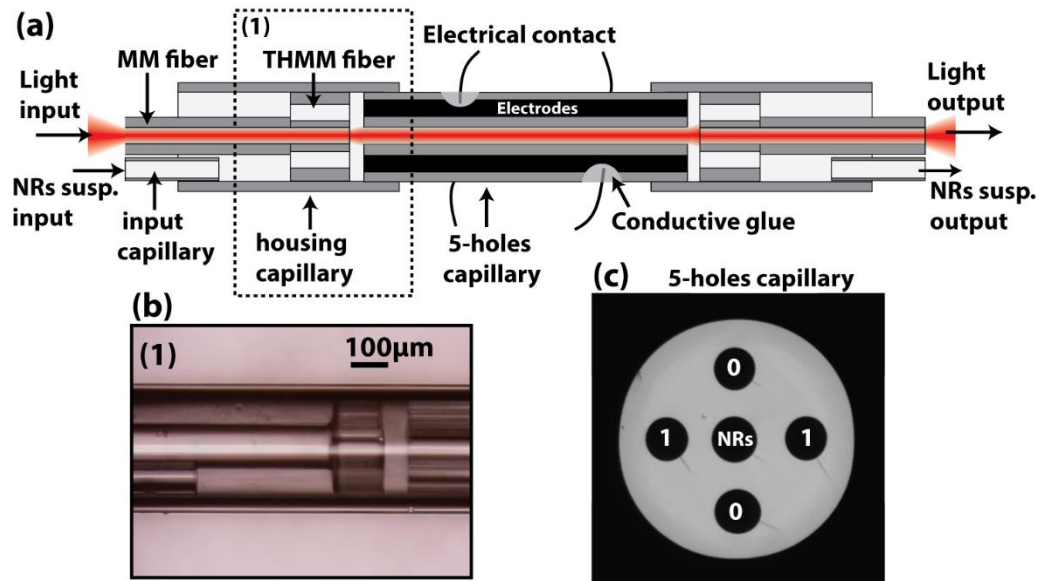 (a)
(1)
Electrical contact
MM fiber
THMM fiber
Light
input
Light
output
Electrodes
NRs susp.
input
input
capillary
housing
capillary
5-holes
capillary
Conductive glue
NRs susp.
output
(b)
(1)
100μm
(c)
5-holes capillary
0
1
NRs
1
0